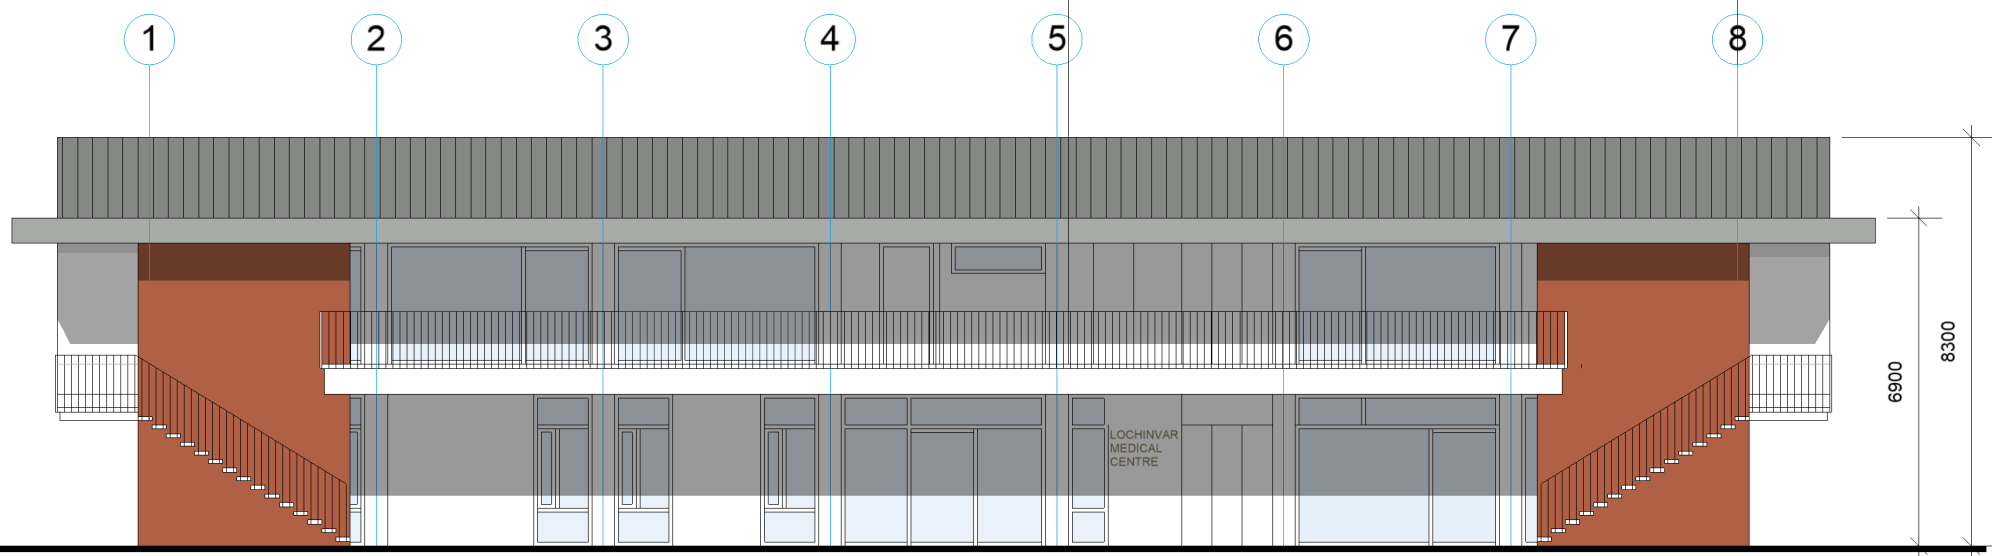 1 2 3 4 5 6 7 8
LOCHINVAR
MEDICAL
CENTRE
6900
8300